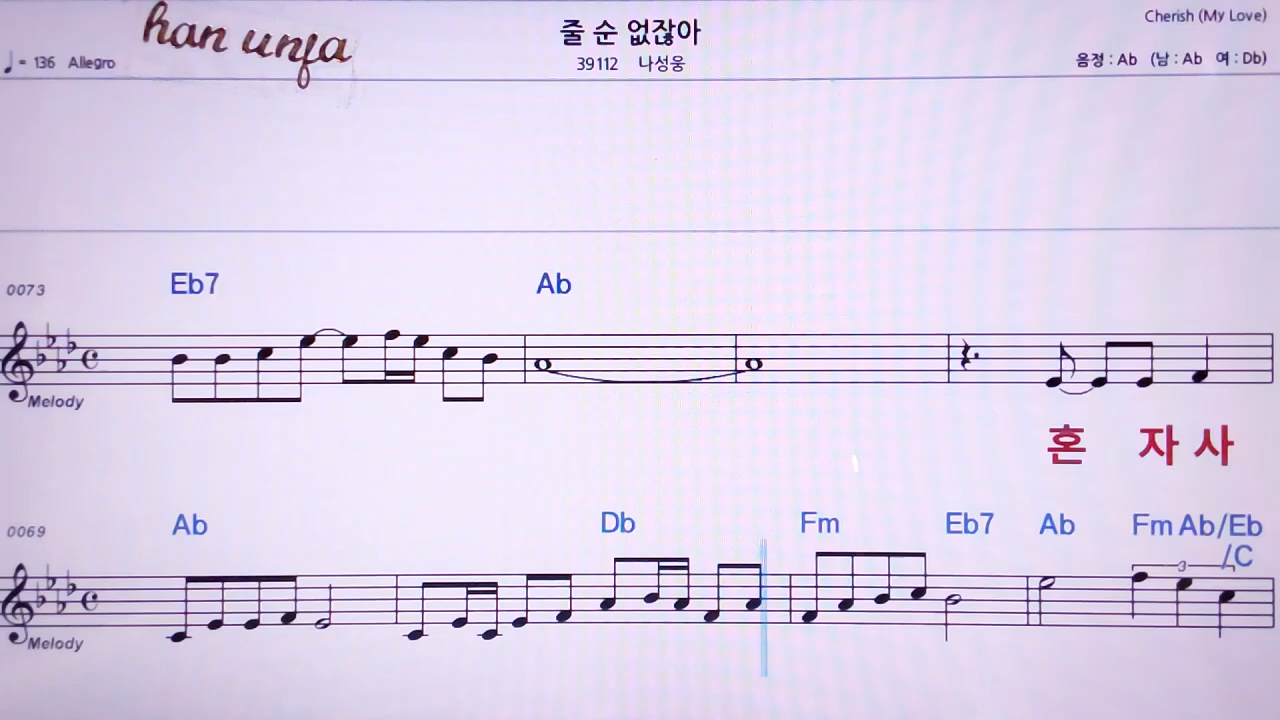 han unfa
줄 순 없잖아
Cherish (My Love)
♩= 136 Allegro
39112 나성웅
음정 : Ab (남 : Ab 여 : Db)
0073
Eb7 Ab
Melody
혼 자 사
0069
Ab Db Fm Eb7 Ab Fm Ab/Eb
/C
3
Melody